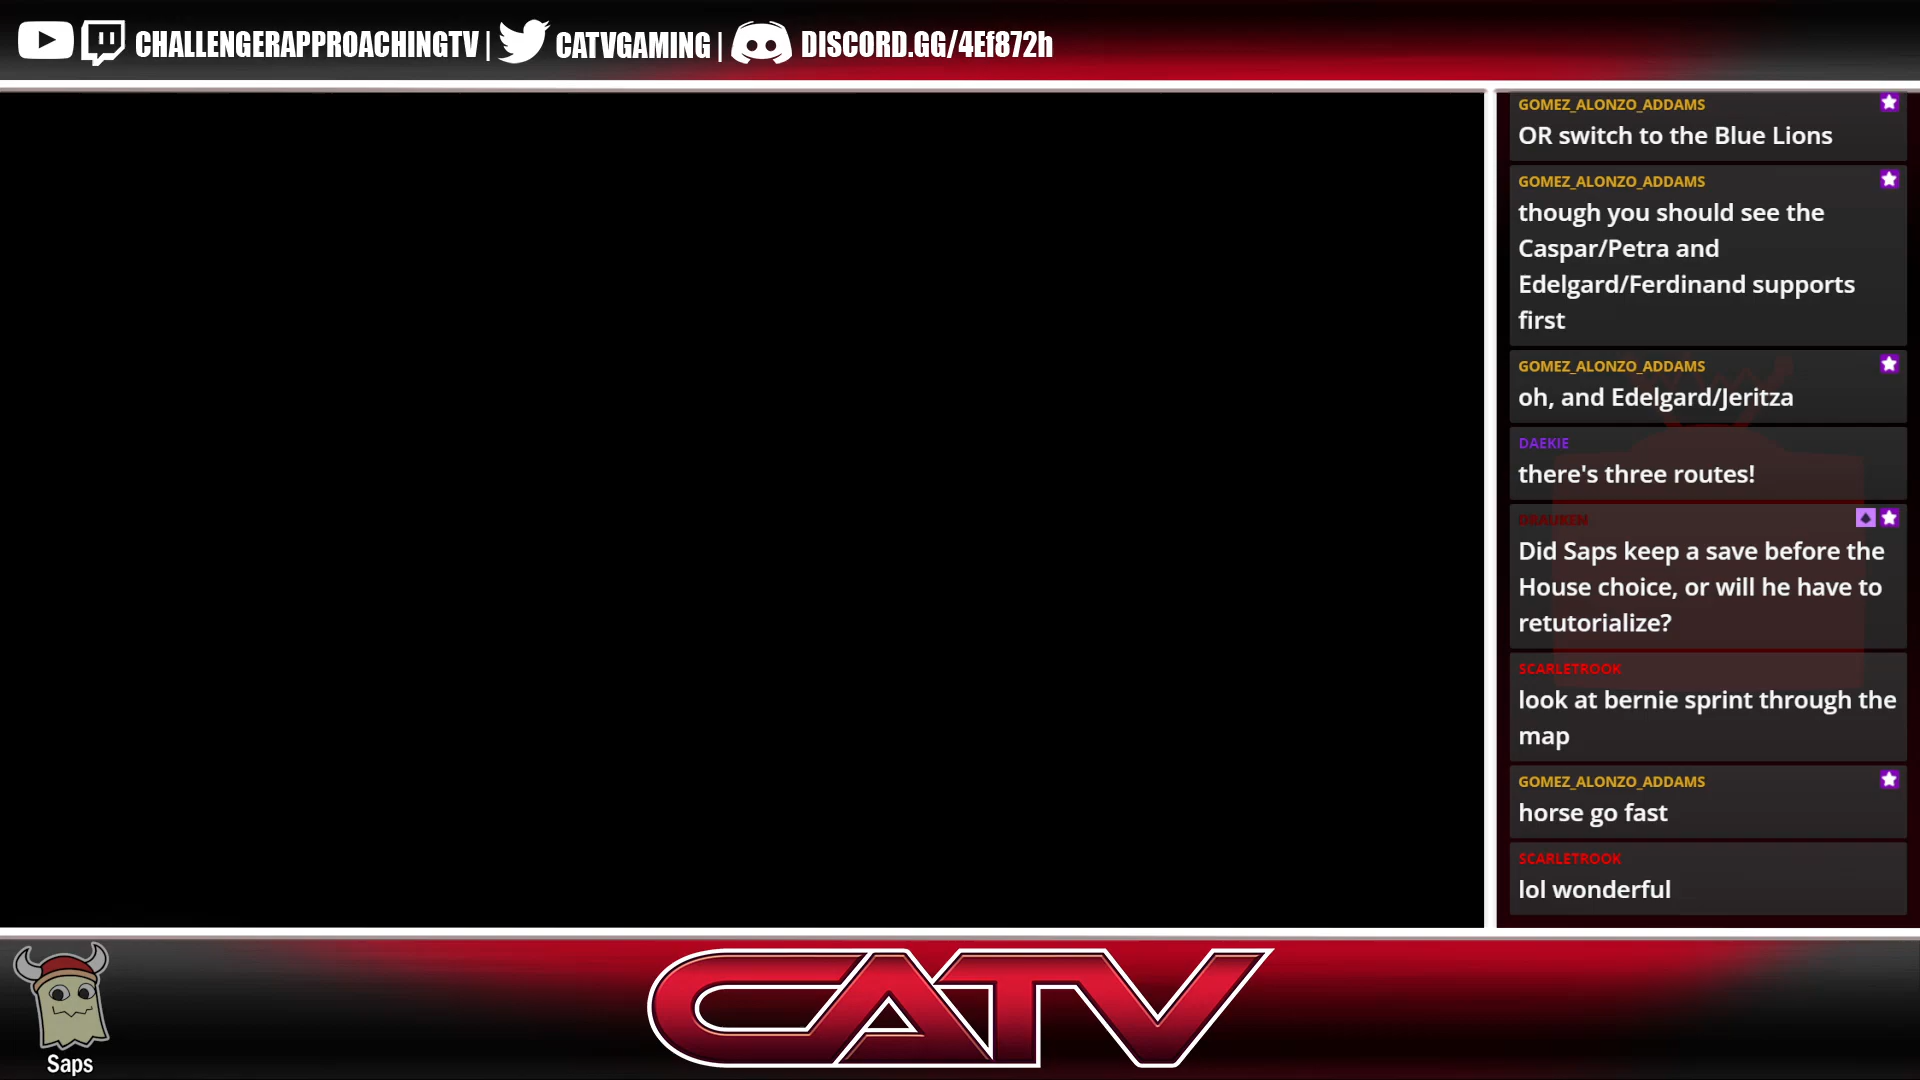 CHALLENGERAPPROACHINGTV | CATVGAMING | DISCORD.GG/4Ef872h
GOMEZ_ALONZO_ADDAMS
OR switch to the Blue Lions
GOMEZ_ALONZO_ADDAMS
though you should see the
Caspar/Petra and
Edelgard/Ferdinand supports
first
GOMEZ_ALONZO_ADDAMS
oh, and Edelgard/Jeritza
DAEKIE
there's three routes!
Did Saps keep a save before the
House choice, or will he have to
retutorialize?
SCARLETROOK
look at bernie sprint through the
map
GOMEZ_ALONZO_ADDAMS
horse go fast
SCARLETROOK
lol wonderful
Saps
CATV